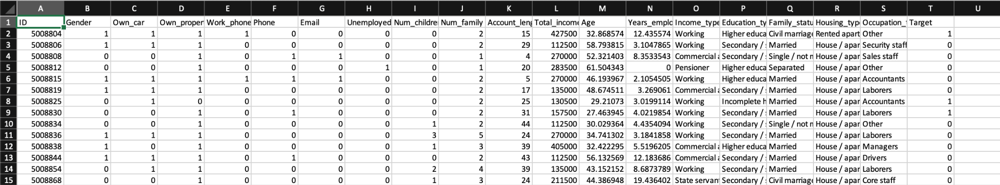 A B C D E F G H I J K L M N O P Q R S T U
1 ID Gender Own_car Own_proper Work_phone Phone Email Unemployed Num_childre Num_family Account_leng Total_income Age Years_emplo Income_type Education_ty Family_statu Housing_typ Occupation_ Target
2 5008804 1 1 1 1 0 0 0 0 2 15 427500 32.868574 12.435574 Working Higher educa Civil marriage Rented apart Other 1
3 5008806 1 1 1 0 0 0 0 0 2 29 112500 58.793815 3.1047865 Working Secondary / Married House / apar Security staff 0
4 5008808 0 0 1 0 1 1 0 0 1 4 270000 52.321403 8.3533543 Commercial Secondary / Single / not House / apar Sales staff 0
5 5008812 0 0 1 0 0 0 1 0 1 20 283500 61.504343 0 Pensioner Higher educa Separated House / apar Other 0
6 5008815 1 1 1 1 1 1 0 0 2 5 270000 46.193967 2.1054505 Working Higher educa Married House / apar Accountants 0
7 5008819 1 1 1 0 0 0 0 0 2 17 135000 48.674511 3.269061 Commercial Secondary / Married House / apar Laborers 0
8 5008825 0 1 0 0 0 0 0 0 2 25 130500 29.21073 3.0199114 Working Incomplete h Married House / apar Accountants 1
9 5008830 0 0 1 0 1 0 0 0 2 31 157500 27.463945 4.0219854 Working Secondary / Married House / apar Laborers 1
10 5008834 0 0 1 0 0 0 0 1 2 44 112500 30.029364 4.4354094 Working Secondary / Single / not House / apar Other 0
11 5008836 1 1 1 0 0 0 0 3 5 24 270000 34.741302 3.1841858 Working Secondary / Married House / apar Laborers 0
12 5008838 1 0 1 0 0 0 0 1 3 39 405000 32.422295 5.5196205 Commercial Higher educa Married House / apar Managers 0
13 5008844 1 1 1 0 1 0 0 0 2 43 112500 56.132569 12.183686 Commercial Secondary / Married House / apar Drivers 0
14 5008854 0 1 1 0 0 0 0 2 4 39 135000 43.152152 8.6873789 Working Secondary / Married House / apar Laborers 0
15 5008868 0 0 1 0 0 0 0 1 3 24 211500 44.386948 19.436402 State servan Secondary / Civil marriage House / apar Core staff 0